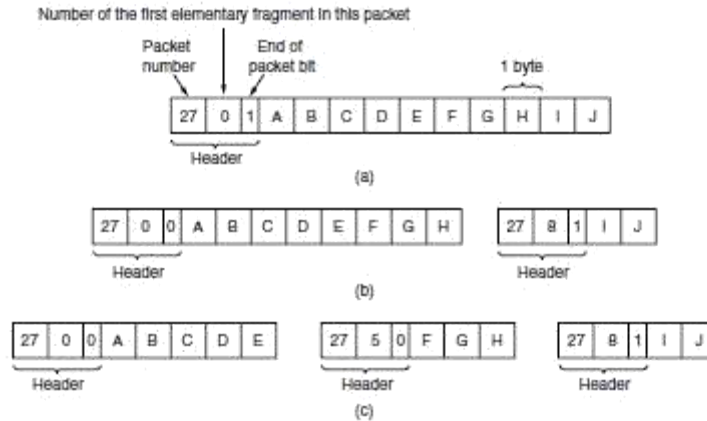 Number of the first elementary fragment in this packet
Packet number
End of packet bit
1 byte
27 0 1 A B C D E F G H I J
Header
(a)
27 0 0 A B C D E F G H
27 8 1 I J
Header
Header
(b)
27 0 0 A B C D E
27 5 0 F G H
27 8 1 I J
Header
Header
Header
(c)